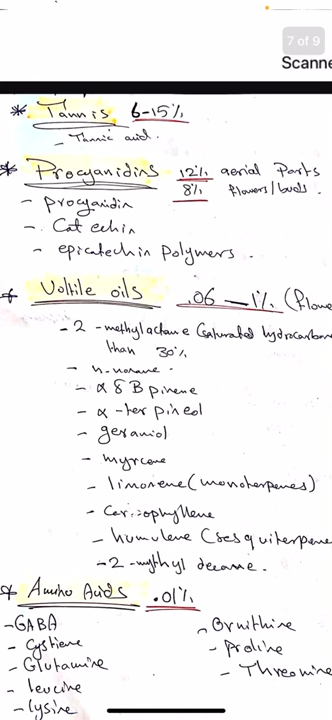 7 of 9
Scanne
* Tannis 6-15%
- Tannic acid.
* Procyanidins 12% aerial parts
8% flowers/buds.
- procyanidin
- Catechin
- epicatechin polymers.
* Voltile oils .06 - 1% (flowe
- 2-methyloctane (saturated hydrocarbone
than 30%
- n-nonane.
- α & B pinene
- α-terpineol
- geraniol
- myrcene
- limonene (monoterpenes)
- Caryophyllene
- humulene (sesquiterpene
- 2-mythyl decane.
* Amino Acids .01%
- GABA
- Ornithine
- Cystiene
- Proline
- Glutamine
- Threonine
- leucine
- lysine